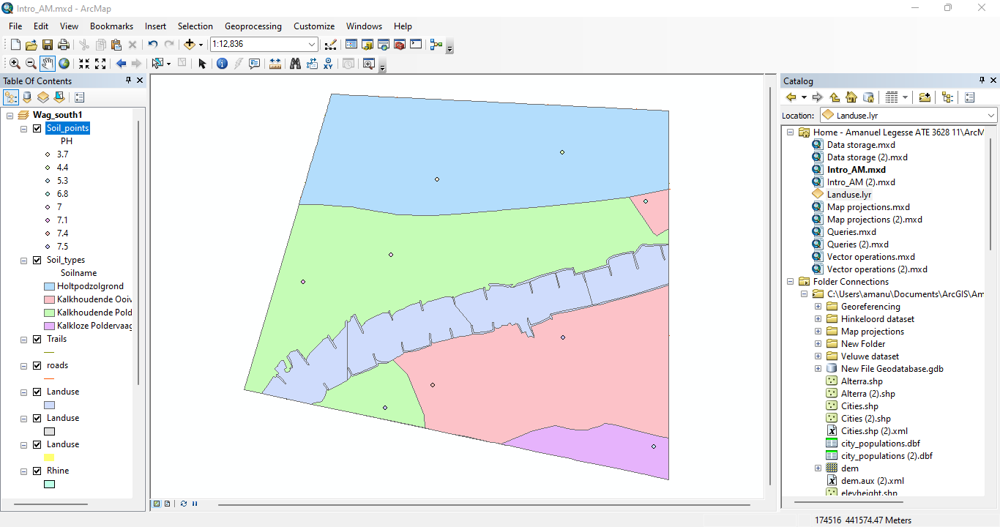 Intro_AM.mxd - ArcMap
File Edit View Bookmarks Insert Selection Geoprocessing Customize Windows Help
1:12,836
XY
Table Of Contents
Wag_south1
Soil_points
PH
3.7
4.4
5.3
6.8
7
7.1
7.4
7.5
Soil_types
Soilname
Holtpodzolgrond
Kalkhoudende Ooiv
Kalkhoudende Pold
Kalkloze Poldervaag
Trails
roads
Landuse
Landuse
Landuse
Rhine
Catalog
Location: Landuse.lyr
Home - Amanuel Legesse ATE 3628 11\ArcM
Data storage.mxd
Data storage (2).mxd
Intro_AM.mxd
Intro_AM (2).mxd
Landuse.lyr
Map projections.mxd
Map projections (2).mxd
Queries.mxd
Queries (2).mxd
Vector operations.mxd
Vector operations (2).mxd
Folder Connections
C:\Users\amanu\Documents\ArcGIS\Am
Georeferencing
Hinkeloord dataset
Map projections
New Folder
Veluwe dataset
New File Geodatabase.gdb
Alterra.shp
Alterra (2).shp
Cities.shp
Cities (2).shp
Cities.shp (2).xml
city_populations.dbf
city_populations (2).dbf
dem
dem.aux (2).xml
elevheight.shp
174516 441574.47 Meters